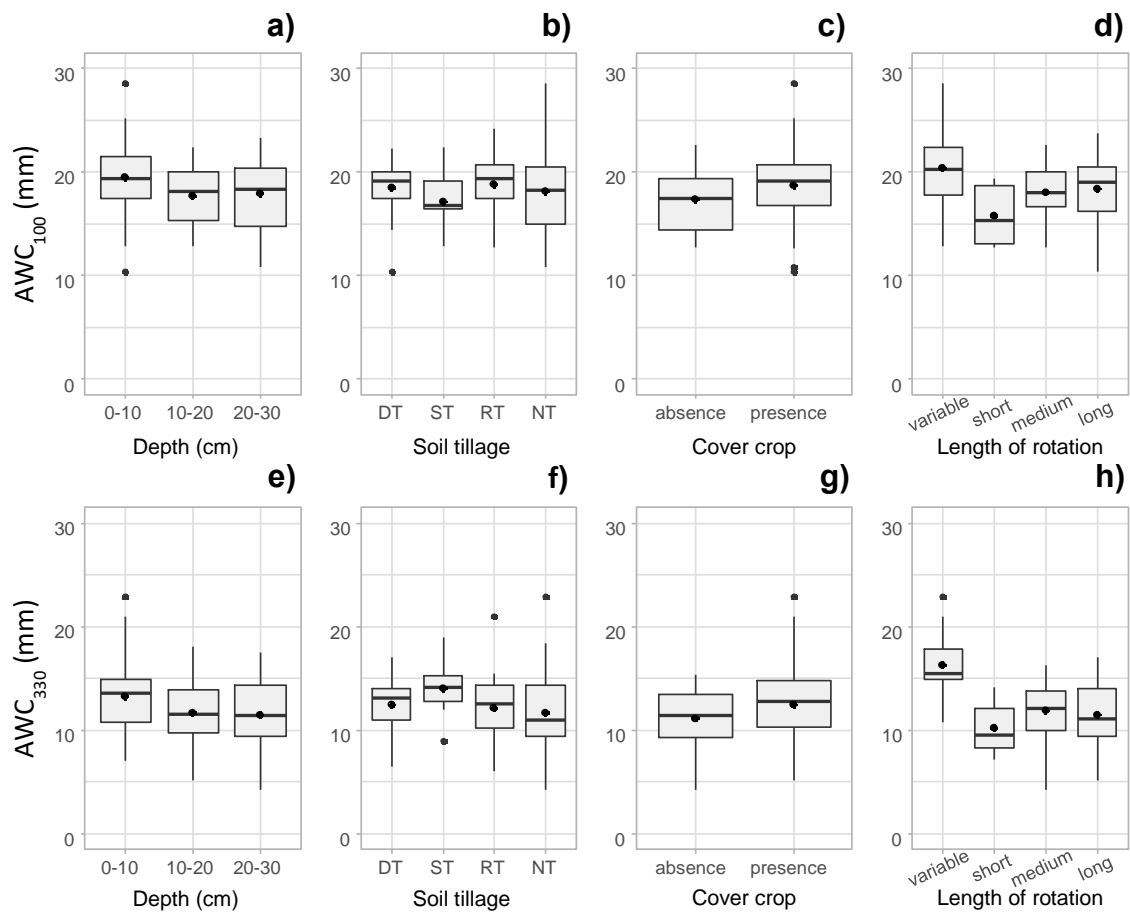 a) b) c) d)
30
20
10
0
AWC100 (mm)
0-10 10-20 20-30
Depth (cm)
DT ST RT NT
Soil tillage
absence presence
Cover crop
variable short medium long
Length of rotation
e) f) g) h)
30
20
10
0
AWC330 (mm)
0-10 10-20 20-30
Depth (cm)
DT ST RT NT
Soil tillage
absence presence
Cover crop
variable short medium long
Length of rotation